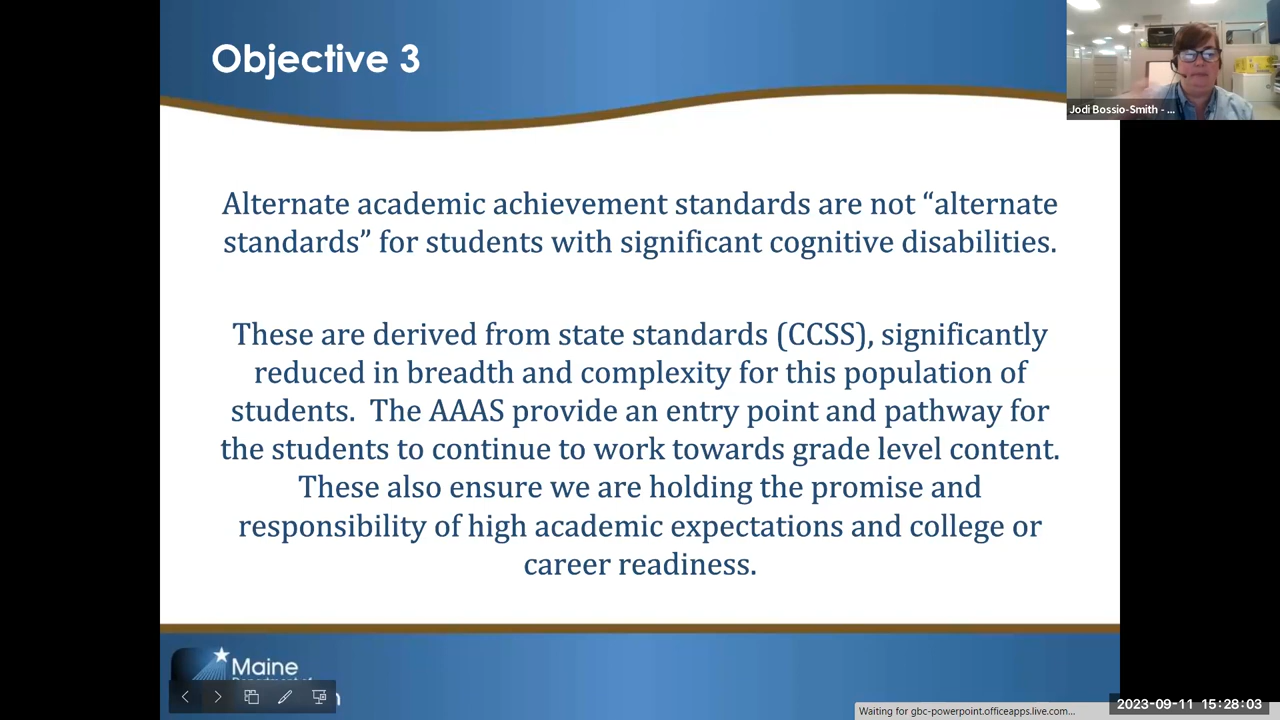 Objective 3
Jodi Bossio-Smith - ...
Alternate academic achievement standards are not “alternate
standards” for students with significant cognitive disabilities.
These are derived from state standards (CCSS), significantly
reduced in breadth and complexity for this population of
students.  The AAAS provide an entry point and pathway for
the students to continue to work towards grade level content.
These also ensure we are holding the promise and
responsibility of high academic expectations and college or
career readiness.
Maine
Waiting for gbc-powerpoint.officeapps.live.com...
2023-09-11 15:28:03